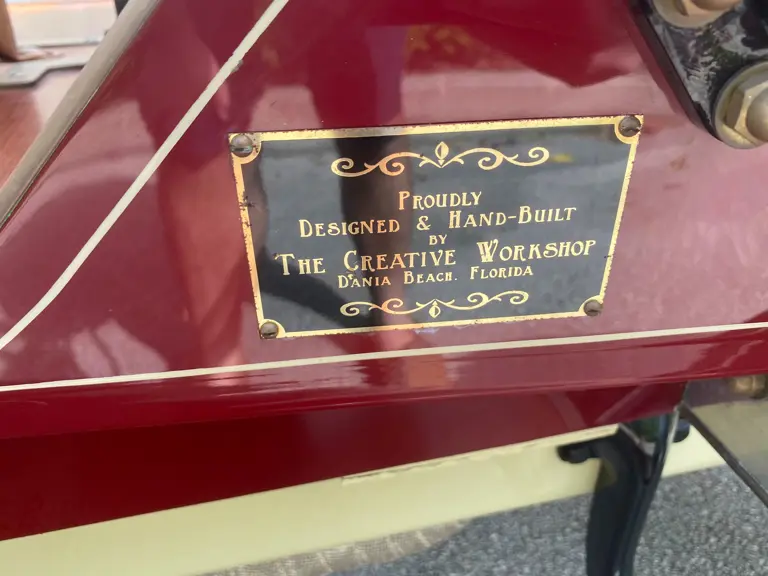 PROUDLY
DESIGNED & HAND-BUILT
BY
THE CREATIVE WORKSHOP
DANIA BEACH. FLORIDA